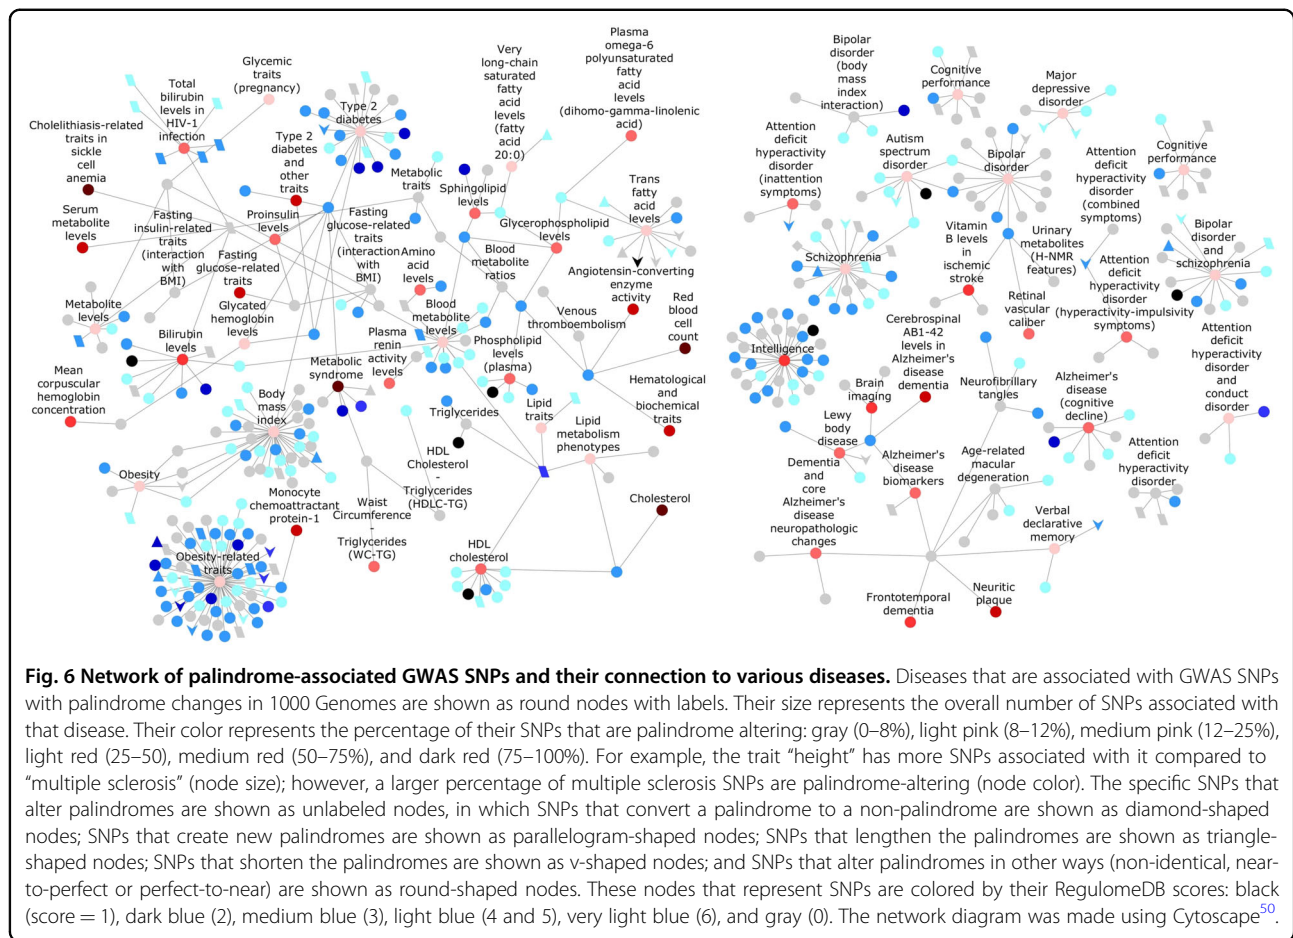 Glycemic
traits
(pregnancy)
Total
bilirubin
levels in
HIV-1
infection
Cholelithiasis-related
traits in
sickle
cell
anemia
Type 2
diabetes
Type 2
diabetes
and
other
traits
Very
long-chain
saturated
fatty
acid
levels
(fatty
acid
20:0)
Plasma
omega-6
polyunsaturated
fatty
acid
levels
(dihomo-gamma-linolenic
acid)
Metabolic
traits
Sphingolipid
levels
Trans
fatty
acid
levels
Serum
metabolite
levels
Fasting
insulin-related
traits
(interaction
with
BMI)
Proinsulin
levels
Fasting
glucose-related
traits
(interaction
with
BMI)
Glycerophospholipid
levels
Fasting
glucose-related
traits
Amino
acid
levels
Blood
metabolite
ratios
Angiotensin-converting
enzyme
activity
Metabolite
levels
Glycated
hemoglobin
levels
Bilirubin
levels
Plasma
renin
activity
levels
Blood
metabolite
levels
Venous
thromboembolism
Red
blood
cell
count
Phospholipid
levels
(plasma)
Metabolic
syndrome
Mean
corpuscular
hemoglobin
concentration
Body
mass
index
Triglycerides
Lipid
traits
Hematological
and
biochemical
traits
Lipid
metabolism
phenotypes
HDL
Cholesterol
-
Triglycerides
(HDLC-TG)
Obesity
Monocyte
chemoattractant
protein-1
Waist
Circumference
-
Triglycerides
(WC-TG)
Cholesterol
Obesity-related
traits
HDL
cholesterol
Bipolar
disorder
(body
mass
index
interaction)
Cognitive
performance
Major
depressive
disorder
Attention
deficit
hyperactivity
disorder
(inattention
symptoms)
Autism
spectrum
disorder
Bipolar
disorder
Attention
deficit
hyperactivity
disorder
(combined
symptoms)
Cognitive
performance
Vitamin
B levels
in
ischemic
stroke
Urinary
metabolites
(H-NMR
features)
Bipolar
disorder
and
schizophrenia
Schizophrenia
Attention
deficit
hyperactivity
disorder
(hyperactivity-impulsivity
symptoms)
Retinal
vascular
caliber
Cerebrospinal
AB1-42
levels in
Alzheimer's
disease
dementia
Attention
deficit
hyperactivity
disorder
and
conduct
disorder
Intelligence
Brain
imaging
Neurofibrillary
tangles
Alzheimer's
disease
(cognitive
decline)
Lewy
body
disease
Alzheimer's
disease
biomarkers
Age-related
macular
degeneration
Attention
deficit
hyperactivity
disorder
Dementia
and
core
Alzheimer's
disease
neuropathologic
changes
Verbal
declarative
memory
Frontotemporal
dementia
Neuritic
plaque
Fig. 6 Network of palindrome-associated GWAS SNPs and their connection to various diseases. Diseases that are associated with GWAS SNPs
with palindrome changes in 1000 Genomes are shown as round nodes with labels. Their size represents the overall number of SNPs associated with
that disease. Their color represents the percentage of their SNPs that are palindrome altering: gray (0–8%), light pink (8–12%), medium pink (12–25%),
light red (25–50), medium red (50–75%), and dark red (75–100%). For example, the trait “height” has more SNPs associated with it compared to
“multiple sclerosis” (node size); however, a larger percentage of multiple sclerosis SNPs are palindrome-altering (node color). The specific SNPs that
alter palindromes are shown as unlabeled nodes, in which SNPs that convert a palindrome to a non-palindrome are shown as diamond-shaped
nodes; SNPs that create new palindromes are shown as parallelogram-shaped nodes; SNPs that lengthen the palindromes are shown as triangle-
shaped nodes; SNPs that shorten the palindromes are shown as v-shaped nodes; and SNPs that alter palindromes in other ways (non-identical, near-
to-perfect or perfect-to-near) are shown as round-shaped nodes. These nodes that represent SNPs are colored by their RegulomeDB scores: black
(score = 1), dark blue (2), medium blue (3), light blue (4 and 5), very light blue (6), and gray (0). The network diagram was made using Cytoscape50.